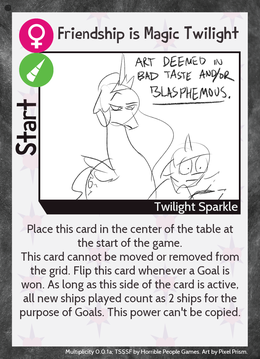 Friendship is Magic Twilight
ART DEENED IN
BAD TASTE AND/OR
BLASPHEMOUS.
Start
Twilight Sparkle
Place this card in the center of the table at
the start of the game.
This card cannot be moved or removed from
the grid. Flip this card whenever a Goal is
won. As long as this side of the card is active,
all new ships played count as 2 ships for the
purpose of Goals. This power can't be copied.
Multiplicity 0.0.1a; TSSSF by Horrible People Games. Art by Pixel Prism.